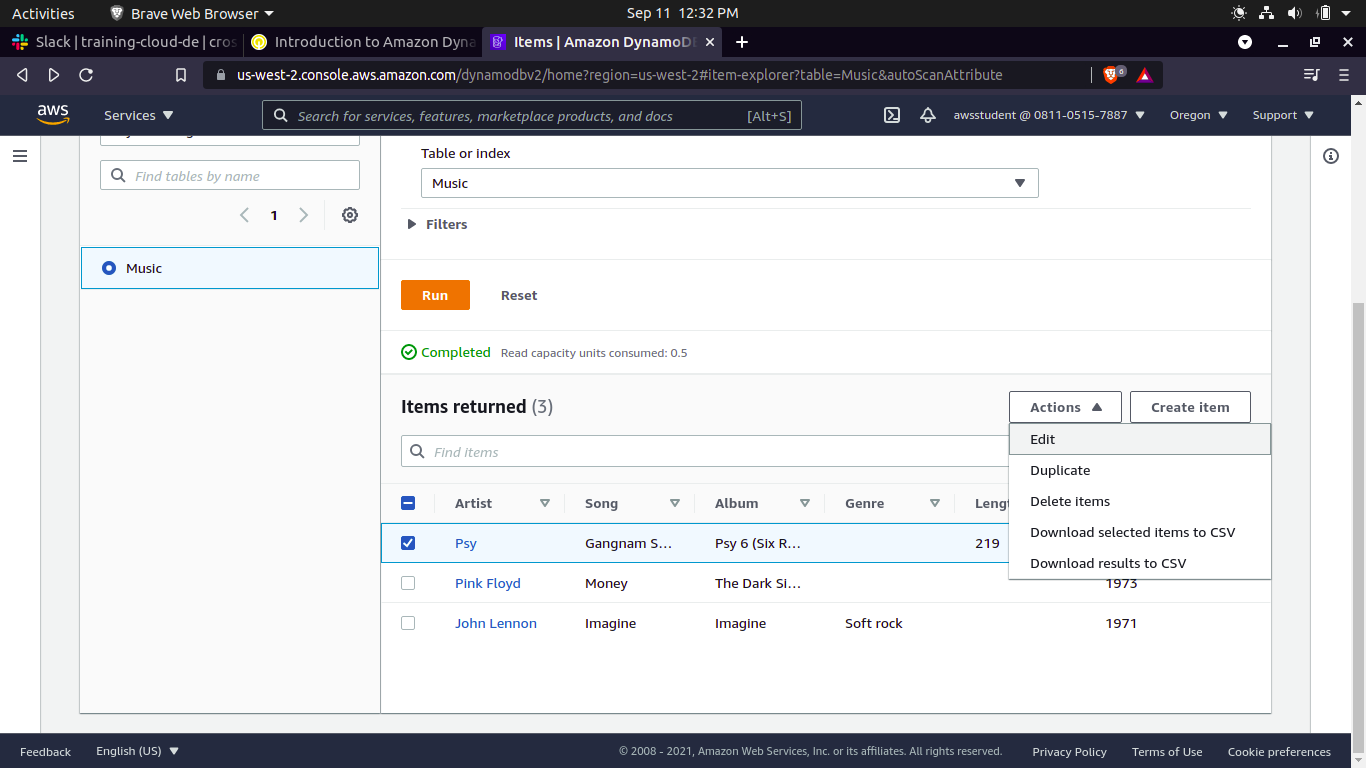 Activities
Brave Web Browser
Sep 11 12:32 PM
Slack | training-cloud-de | cros
Introduction to Amazon Dyna
Items | Amazon DynamoDB
us-west-2.console.aws.amazon.com/dynamodbv2/home?region=us-west-2#item-explorer?table=Music&autoScanAttribute
6
aws
Services
Search for services, features, marketplace products, and docs
[Alt+S]
awsstudent @ 0811-0515-7887
Oregon
Support
Find tables by name
1
Music
Table or index
Music
Filters
Run
Reset
Completed
Read capacity units consumed: 0.5
Items returned (3)
Actions
Create item
Find items
Edit
Duplicate
Delete items
Download selected items to CSV
Download results to CSV
Artist Song Album Genre Lengt
Psy Gangnam S… Psy 6 (Six R… 219
Pink Floyd Money The Dark Si… 1973
John Lennon Imagine Imagine Soft rock 1971
Feedback
English (US)
© 2008 - 2021, Amazon Web Services, Inc. or its affiliates. All rights reserved.
Privacy Policy
Terms of Use
Cookie preferences